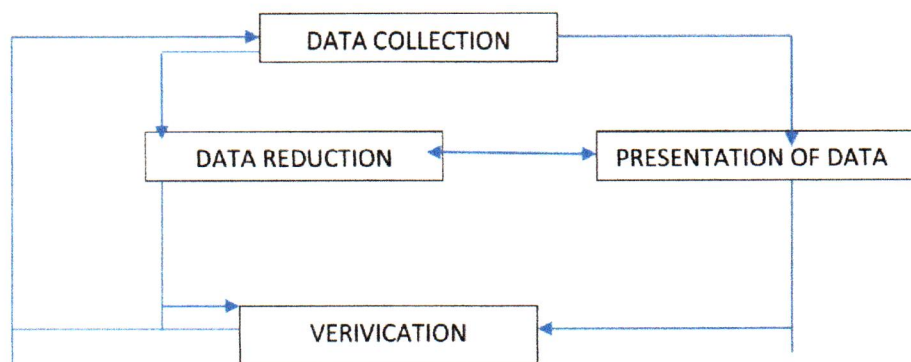 DATA COLLECTION
DATA REDUCTION
PRESENTATION OF DATA
VERIVICATION